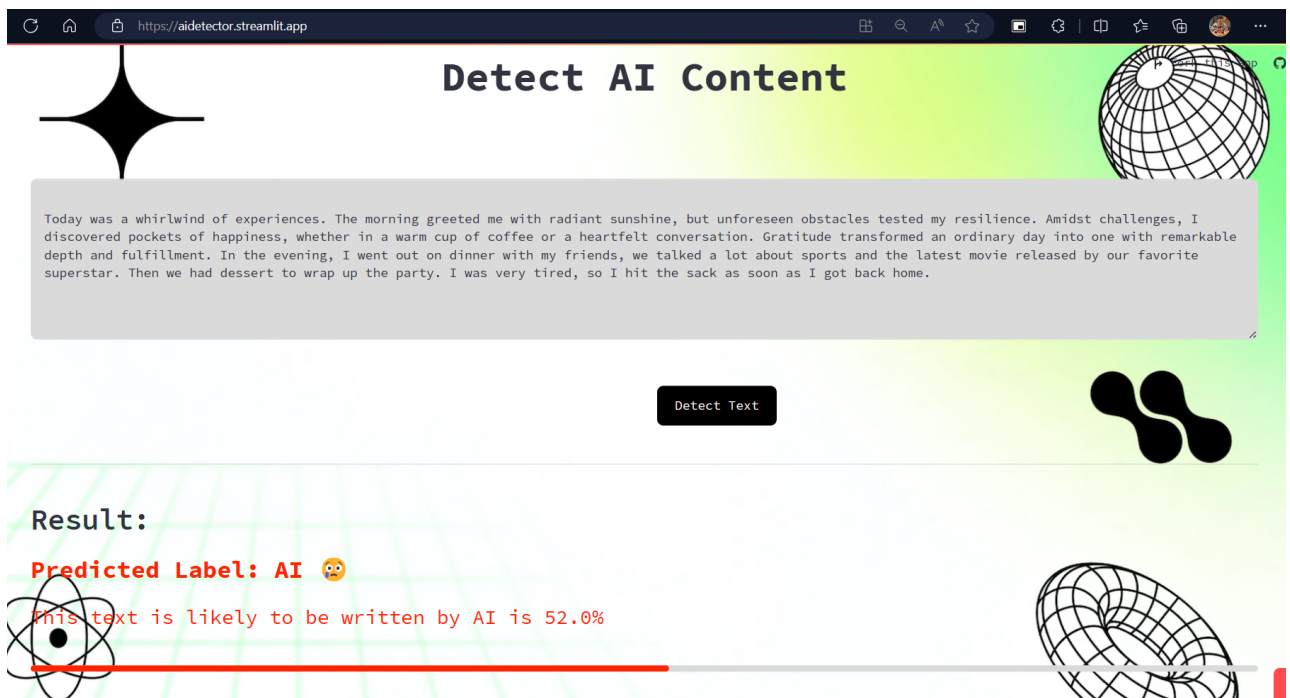 https://aidetector.streamlit.app
Fork this app
Detect AI Content
Today was a whirlwind of experiences. The morning greeted me with radiant sunshine, but unforeseen obstacles tested my resilience. Amidst challenges, I
discovered pockets of happiness, whether in a warm cup of coffee or a heartfelt conversation. Gratitude transformed an ordinary day into one with remarkable
depth and fulfillment. In the evening, I went out on dinner with my friends, we talked a lot about sports and the latest movie released by our favorite
superstar. Then we had dessert to wrap up the party. I was very tired, so I hit the sack as soon as I got back home.
Detect Text
Result:
Predicted Label: AI 😢
This text is likely to be written by AI is 52.0%